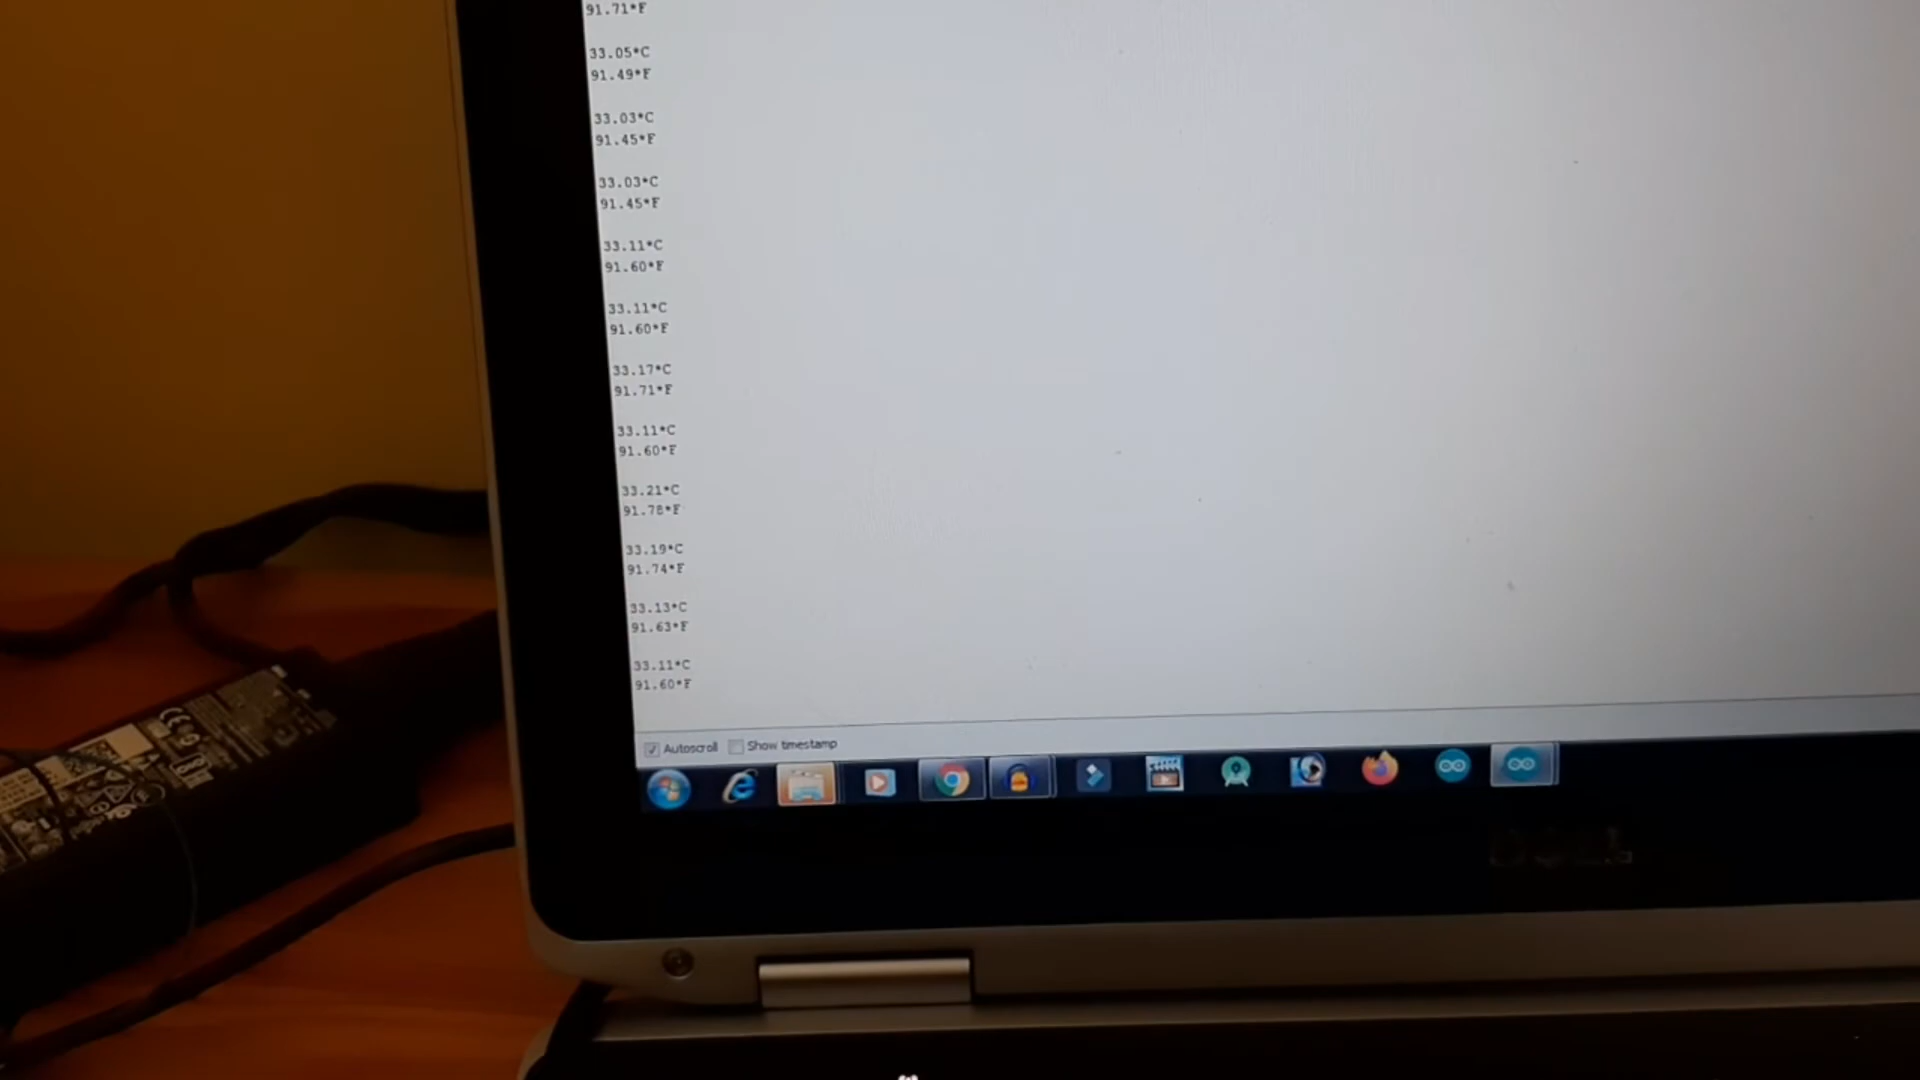 91.71*F
33.05*C
91.49*F
33.03*C
91.45*F
33.03*C
91.45*F
33.11*C
91.60*F
33.11*C
91.60*F
33.17*C
91.71*F
33.11*C
91.60*F
33.21*C
91.78*F
33.19*C
91.74*F
33.13*C
91.63*F
33.11*C
91.60*F
Autoscroll Show timestamp
DELL